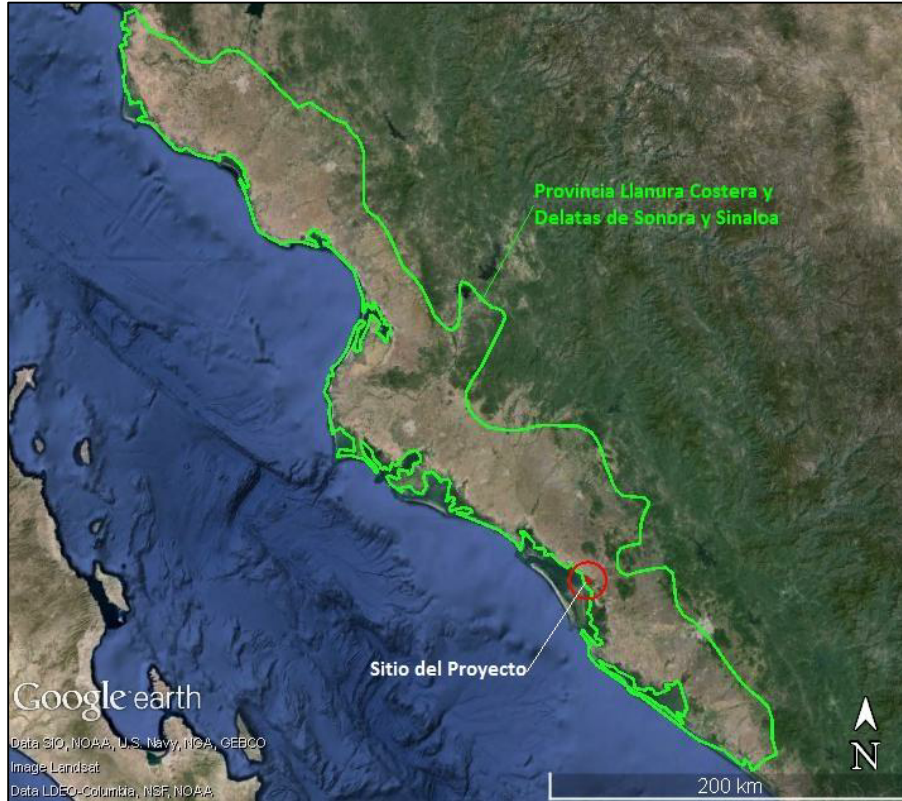 Provincia Llanura Costera y
Delatas de Sonora y Sinaloa
Sitio del Proyecto
Google earth
Data SIO, NOAA, U.S. Navy, NGA, GEBCO
Image Landsat
Data LDEO-Columbia, NSF, NOAA
N
200 km